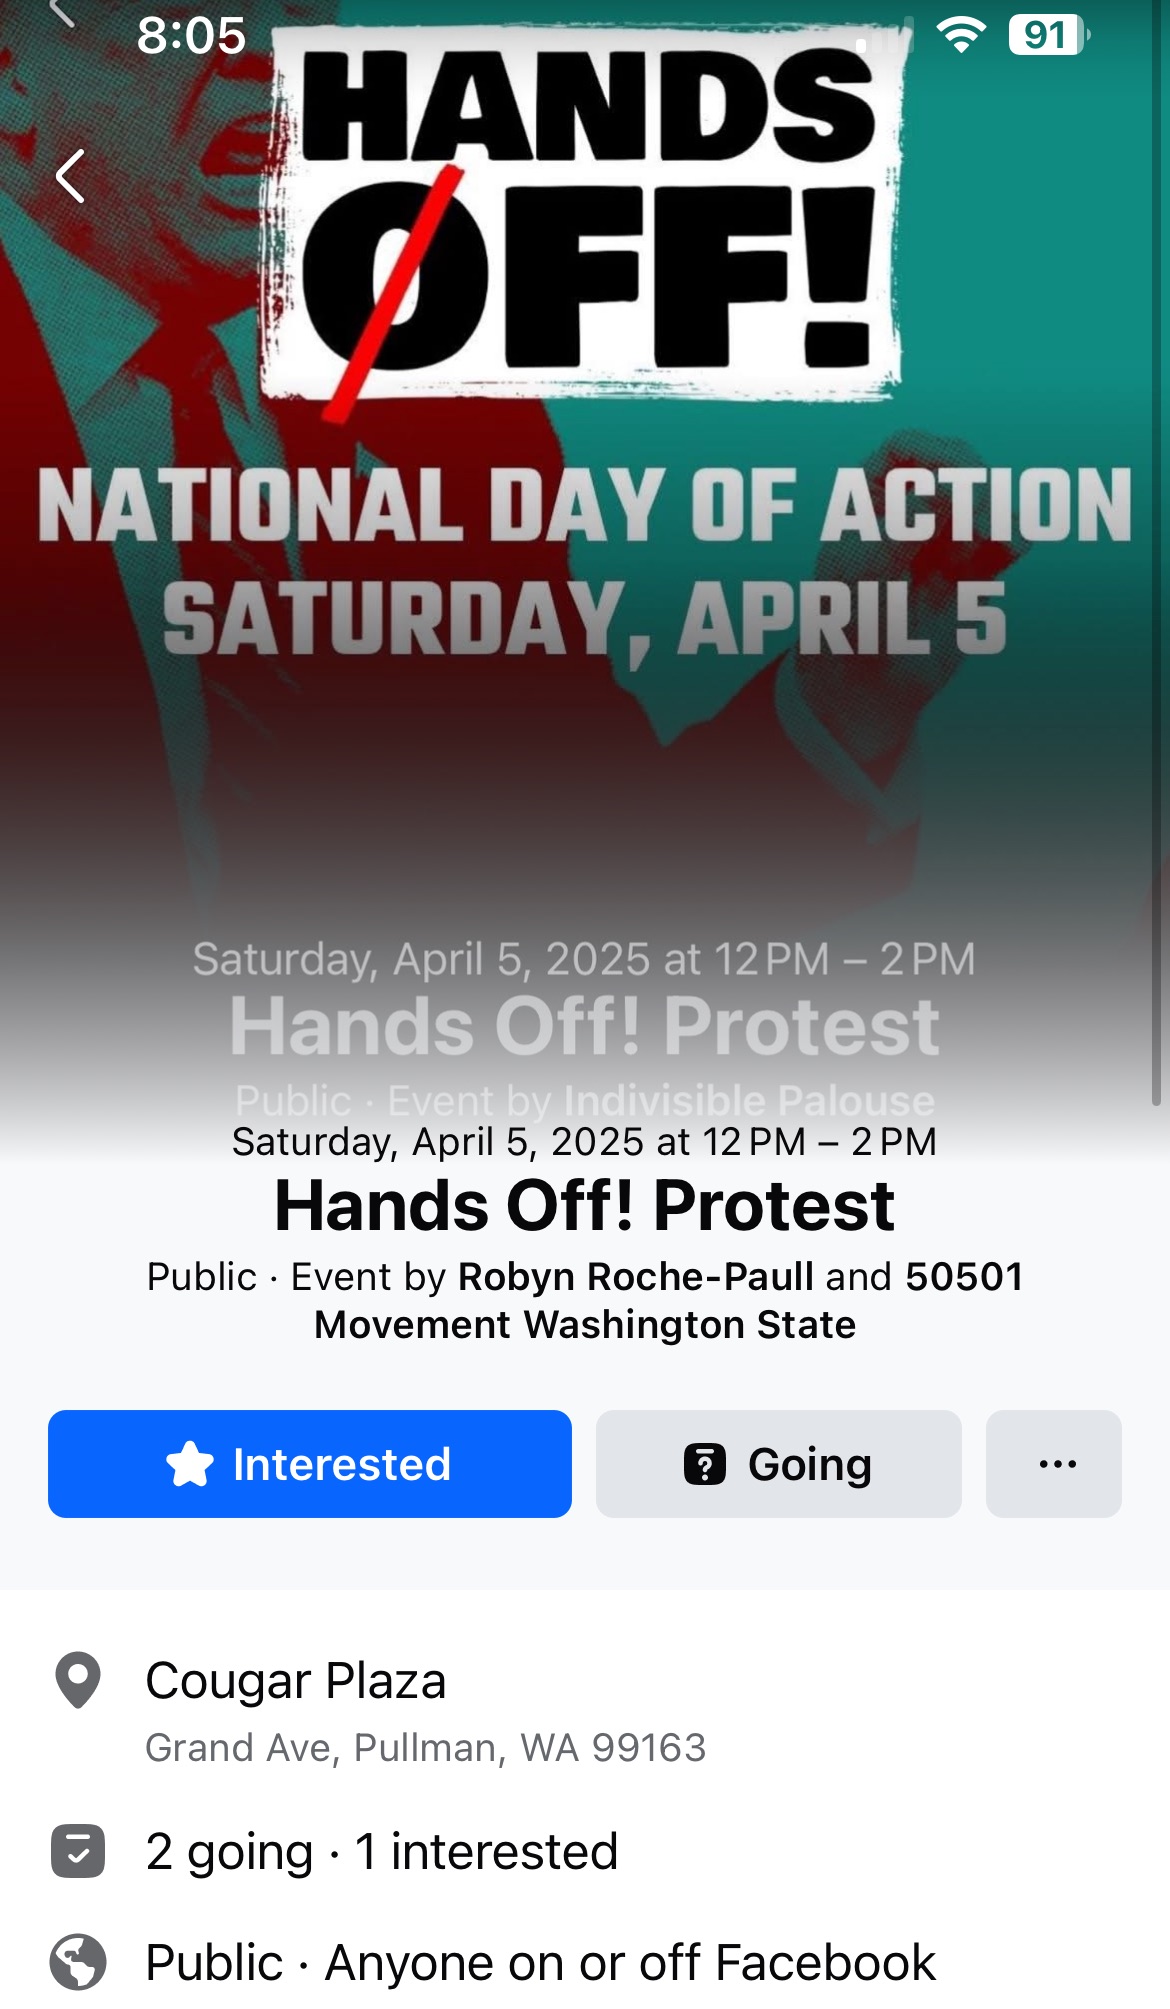 8:05
91
HANDS
OFF!
NATIONAL DAY OF ACTION
SATURDAY, APRIL 5
Saturday, April 5, 2025 at 12 PM – 2 PM
Hands Off! Protest
Public · Event by Indivisible Palouse
Saturday, April 5, 2025 at 12 PM – 2 PM
Hands Off! Protest
Public · Event by Robyn Roche-Paull and 50501
Movement Washington State
Interested
Going
Cougar Plaza
Grand Ave, Pullman, WA 99163
2 going · 1 interested
Public · Anyone on or off Facebook